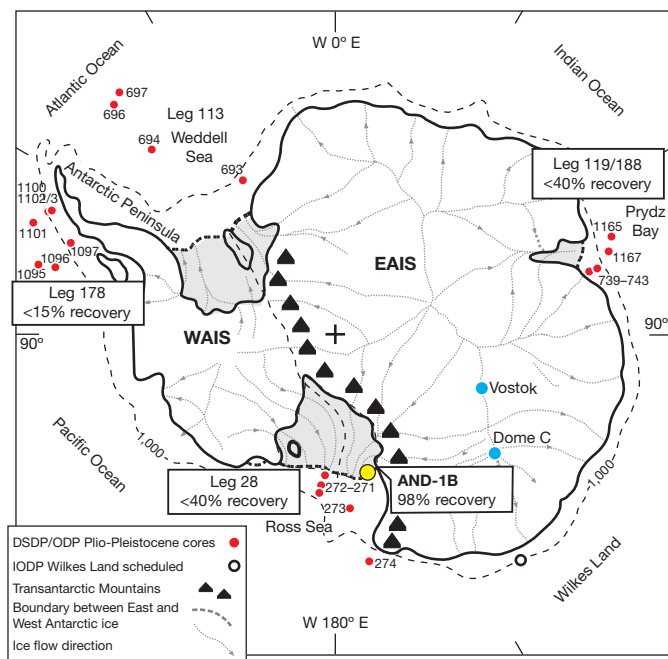 W 0º E
Atlantic Ocean
Indian Ocean
697
696
Leg 113
694
Weddell
Sea
693
Leg 119/188
<40% recovery
1100
1102/3
Antarctic Peninsula
Prydz
Bay
1165
1101
1097
1167
EAIS
1096
1095
739–743
Leg 178
<15% recovery
WAIS
90º
90º
Vostok
Pacific Ocean
1,000
Dome C
1,000
Leg 28
<40% recovery
272–271
AND-1B
98% recovery
273
Ross Sea
274
Wilkes Land
W 180º E
DSDP/ODP Plio-Pleistocene cores
IODP Wilkes Land scheduled
Transantarctic Mountains
Boundary between East and
West Antarctic ice
Ice flow direction